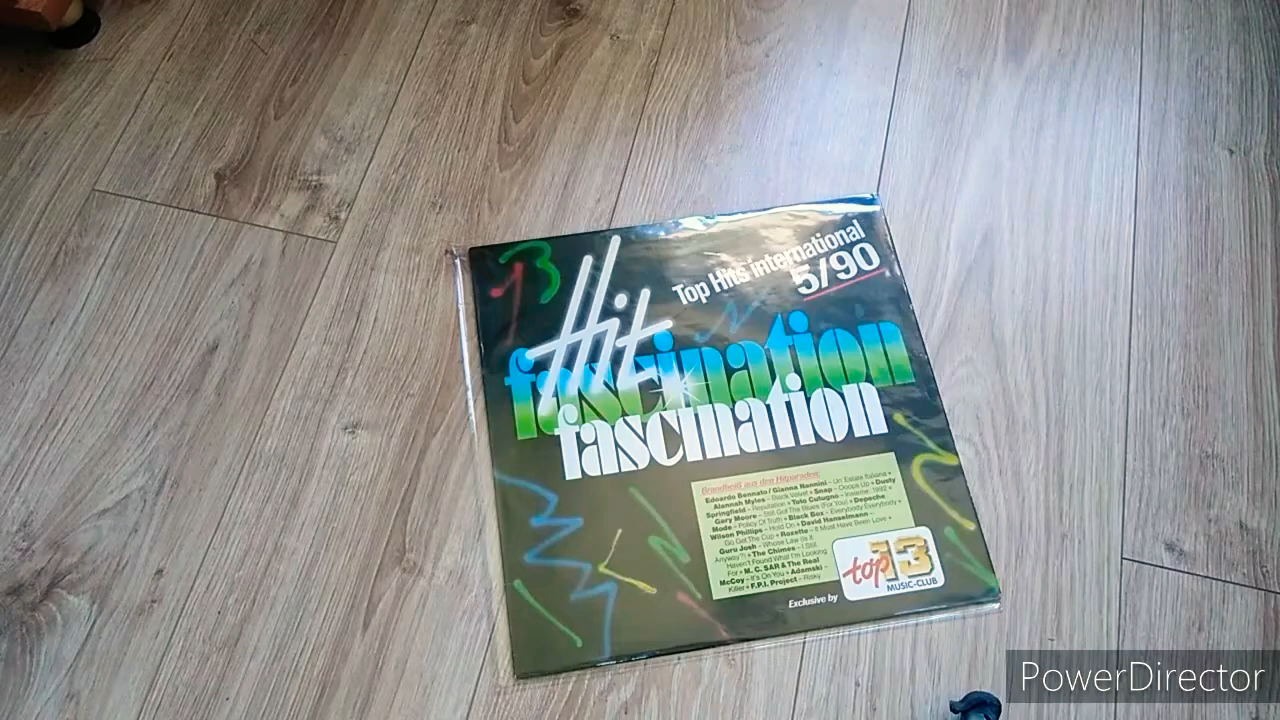 13
Top Hits international
5/90
Hit
fascination
fascination
Brandheiß aus den Hitparaden:
Edoardo Bennato / Gianna Nannini – Un' Estate Italiana •
Alannah Myles – Black Velvet • Snap – Ooops Up • Dusty
Springfield – Reputation • Toto Cutugno – Insieme: 1992 •
Gary Moore – Still Got The Blues (For You) • Depeche
Mode – Policy Of Truth • Black Box – Everybody Everybody •
Wilson Phillips – Hold On • David Hanselmann –
Go Get The Cup • Roxette – It Must Have Been Love •
Guru Josh – Whose Law (Is It
Anyway?) • The Chimes – I Still
Haven't Found What I'm Looking
For • M. C. SAR & The Real
McCoy – It's On You • Adamski –
Killer • F.P.I. Project – Risky
Exclusive by
top 13
MUSIC-CLUB
PowerDirector